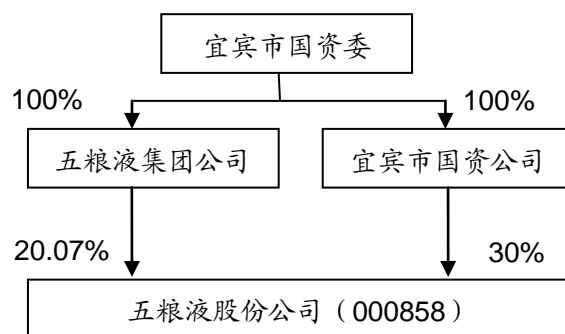 宜宾市国资委
100%
100%
五粮液集团公司
宜宾市国资公司
20.07%
30%
五粮液股份公司（000858）